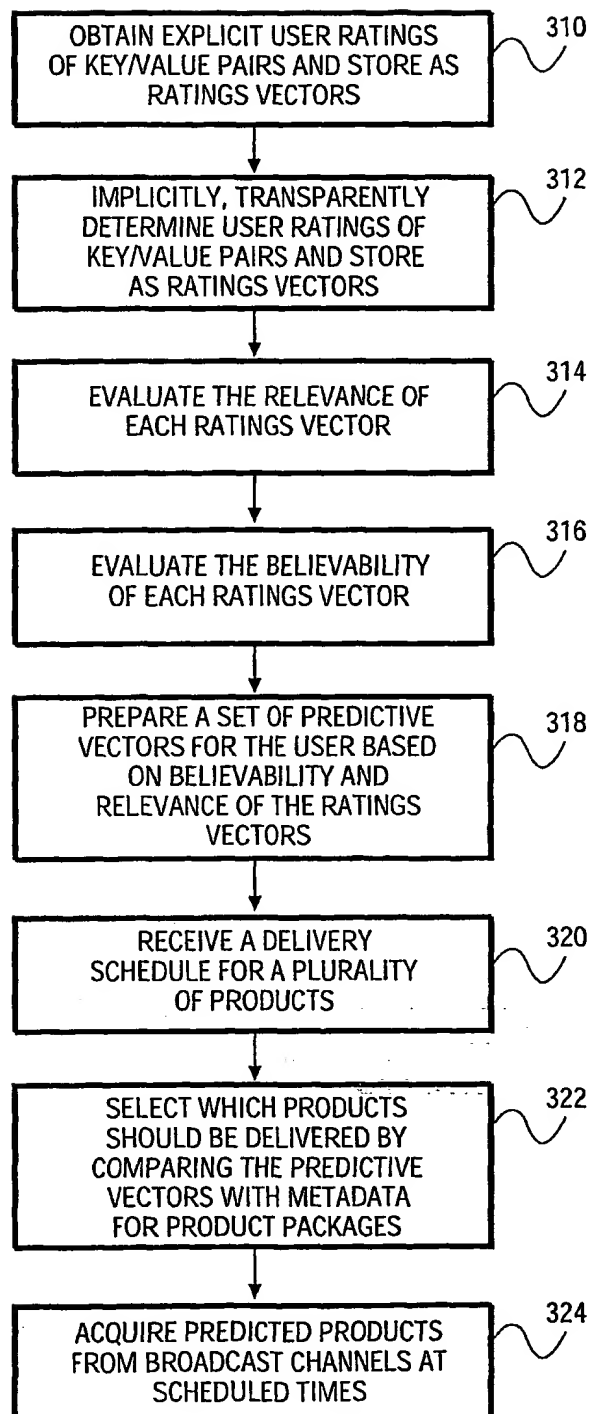 OBTAIN EXPLICIT USER RATINGS
OF KEY/VALUE PAIRS AND STORE AS
RATINGS VECTORS
310
IMPLICITLY, TRANSPARENTLY
DETERMINE USER RATINGS OF
KEY/VALUE PAIRS AND STORE
AS RATINGS VECTORS
312
EVALUATE THE RELEVANCE OF
EACH RATINGS VECTOR
314
EVALUATE THE BELIEVABILITY
OF EACH RATINGS VECTOR
316
PREPARE A SET OF PREDICTIVE
VECTORS FOR THE USER BASED
ON BELIEVABILITY AND
RELEVANCE OF THE RATINGS
VECTORS
318
RECEIVE A DELIVERY
SCHEDULE FOR A PLURALITY
OF PRODUCTS
320
SELECT WHICH PRODUCTS
SHOULD BE DELIVERED BY
COMPARING THE PREDICTIVE
VECTORS WITH METADATA
FOR PRODUCT PACKAGES
322
ACQUIRE PREDICTED PRODUCTS
FROM BROADCAST CHANNELS AT
SCHEDULED TIMES
324